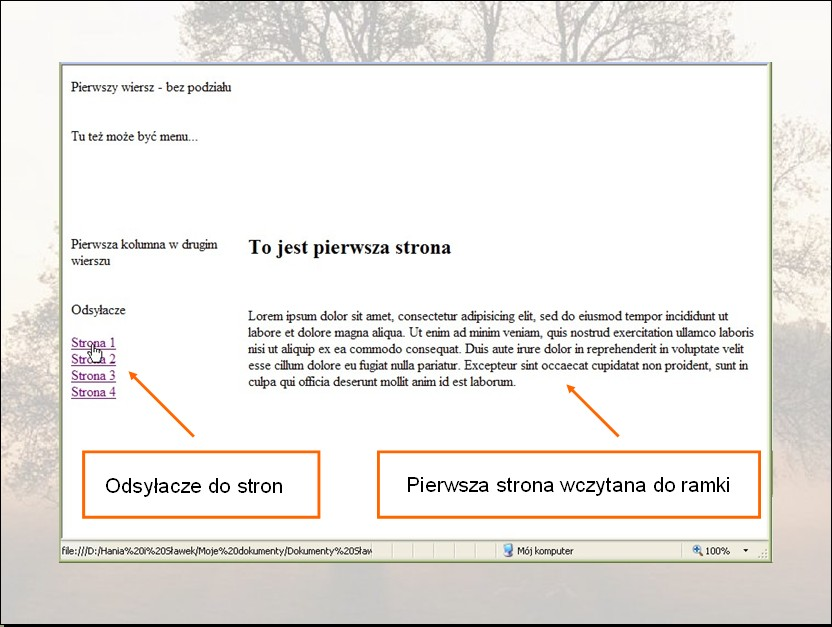 Pierwszy wiersz - bez podziału
Tu też może być menu...
Pierwsza kolumna w drugim
wierszu
Odsyłacze
Strona 1
Strona 2
Strona 3
Strona 4
To jest pierwsza strona
Lorem ipsum dolor sit amet, consectetur adipisicing elit, sed do eiusmod tempor incididunt ut
labore et dolore magna aliqua. Ut enim ad minim veniam, quis nostrud exercitation ullamco laboris
nisi ut aliquip ex ea commodo consequat. Duis aute irure dolor in reprehenderit in voluptate velit
esse cillum dolore eu fugiat nulla pariatur. Excepteur sint occaecat cupidatat non proident, sunt in
culpa qui officia deserunt mollit anim id est laborum.
Odsyłacze do stron
Pierwsza strona wczytana do ramki
file:///D:/Hania%20i%20Sławek/Moje%20dokumenty/Dokumenty%20Sław
Mój komputer
100%